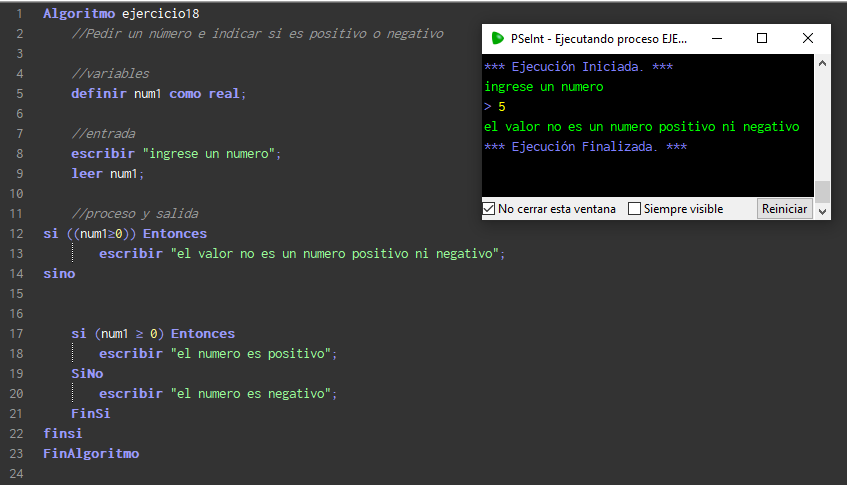 1 Algoritmo ejercicio18
2 //Pedir un número e indicar si es positivo o negativo
3
4 //variables
5 definir num1 como real;
6
7 //entrada
8 escribir "ingrese un numero";
9 leer num1;
10
11 //proceso y salida
12 si ((num1≥0)) Entonces
13 escribir "el valor no es un numero positivo ni negativo";
14 sino
15
16
17 si (num1 ≥ 0) Entonces
18 escribir "el numero es positivo";
19 SiNo
20 escribir "el numero es negativo";
21 FinSi
22 finsi
23 FinAlgoritmo
24
PSeInt - Ejecutando proceso EJE...
*** Ejecución Iniciada. ***
ingrese un numero
> 5
el valor no es un numero positivo ni negativo
*** Ejecución Finalizada. ***
No cerrar esta ventana Siempre visible Reiniciar